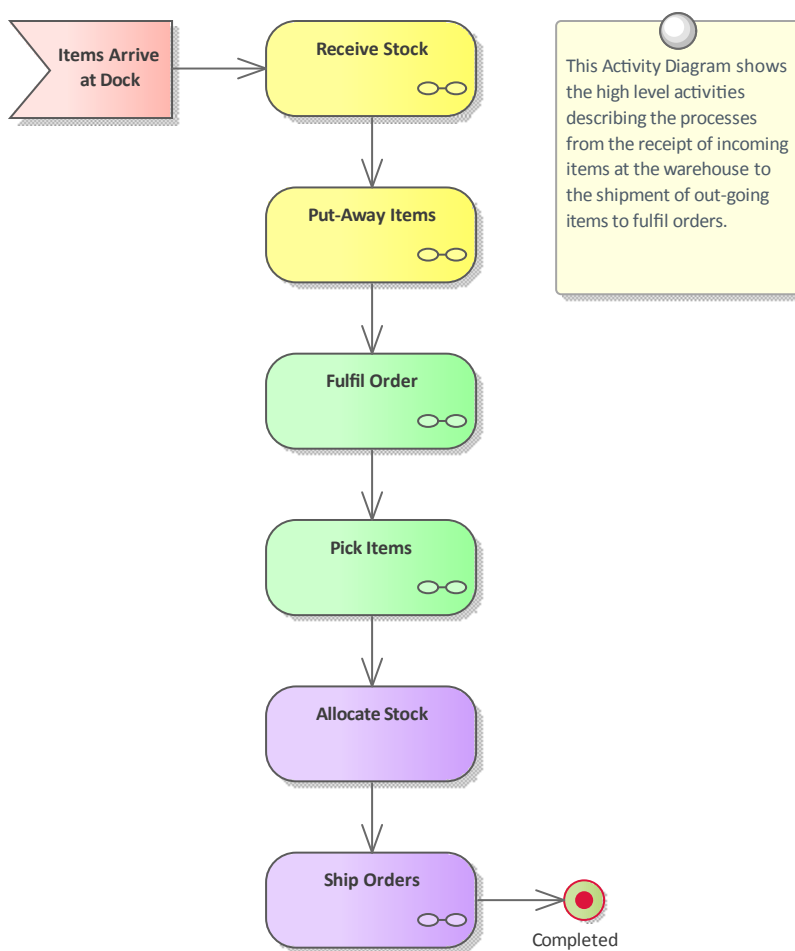 Items Arrive
at Dock
Receive Stock
This Activity Diagram shows
the high level activities
describing the processes
from the receipt of incoming
items at the warehouse to
the shipment of out-going
items to fulfil orders.
Put-Away Items
Fulfil Order
Pick Items
Allocate Stock
Ship Orders
Completed